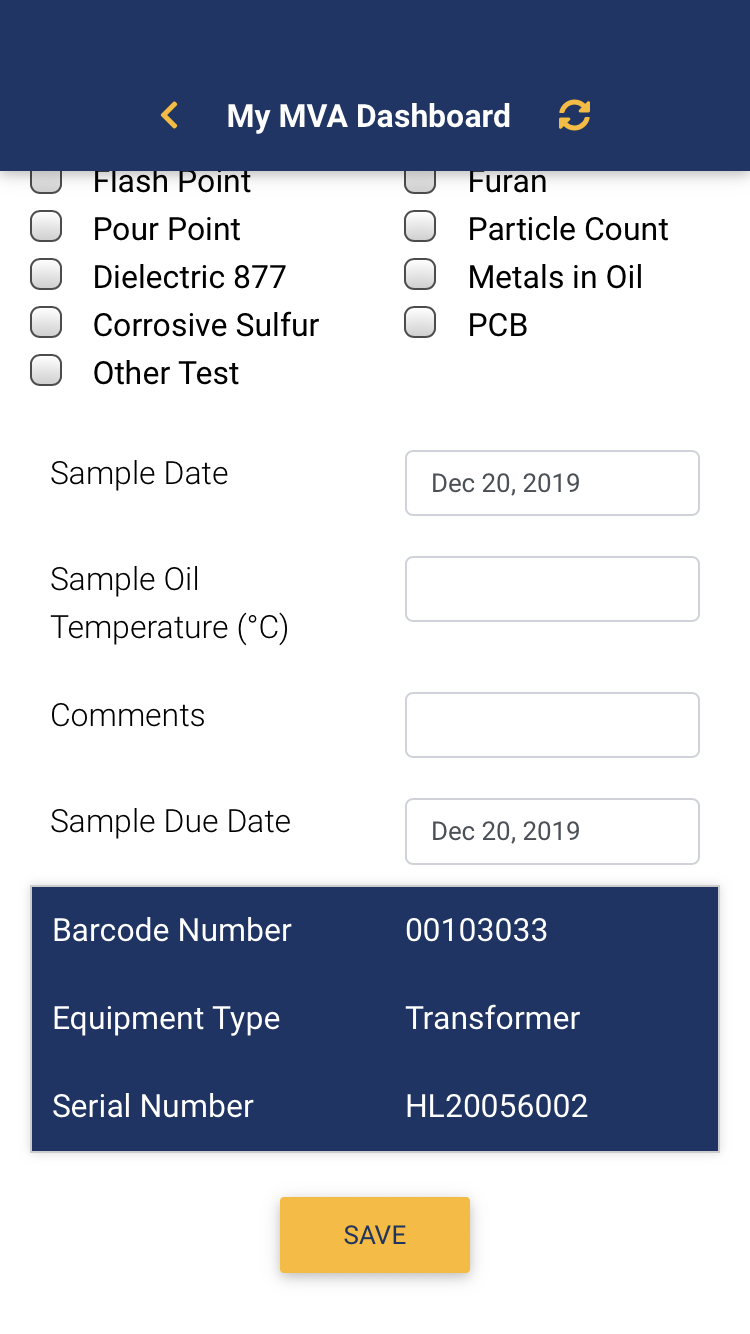 My MVA Dashboard
Flash Point
Furan
Pour Point
Particle Count
Dielectric 877
Metals in Oil
Corrosive Sulfur
PCB
Other Test
Sample Date
Dec 20, 2019
Sample Oil
Temperature (°C)
Comments
Sample Due Date
Dec 20, 2019
Barcode Number
00103033
Equipment Type
Transformer
Serial Number
HL20056002
SAVE